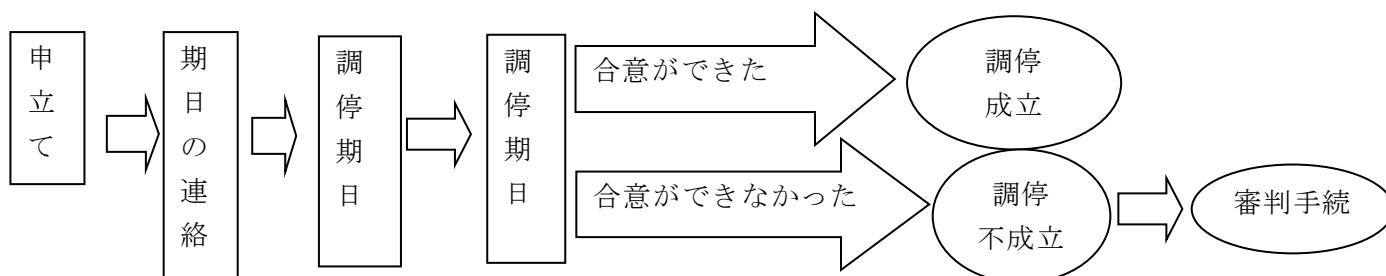 申立て
期日の連絡
調停期日
調停期日
合意ができた
調停
成立
合意ができなかった
調停
不成立
審判手続